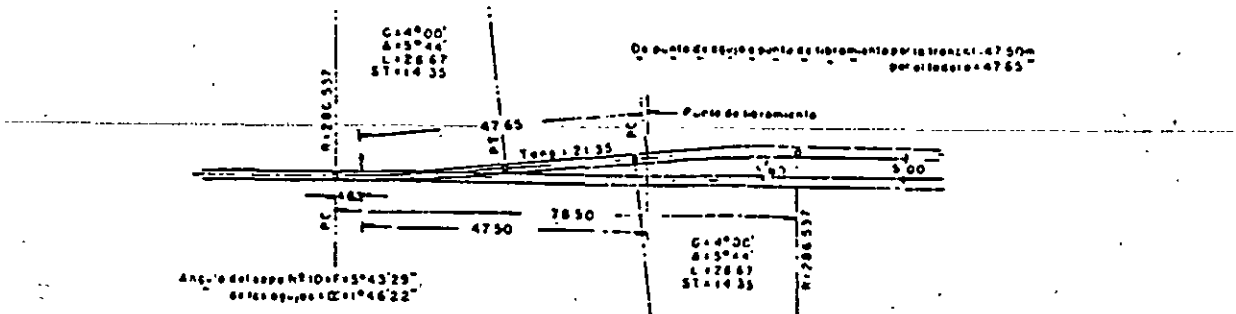 G=4°00'
Δ=5°44'
L=28.67
ST=14.35
De punto de aguja a punto de libramiento por la troncal=47.50m
por el ladero=47.65"
R=286.537
47.65
PT
PC
Punto de libramiento
Tang=21.35
5.00
PC
78.50
47.50
G=4°00'
Δ=5°44'
L=28.67
ST=14.35
R=286.537
Angulo del sapo Nº10=F=5°43'29"
de las agujas=1°46'22"